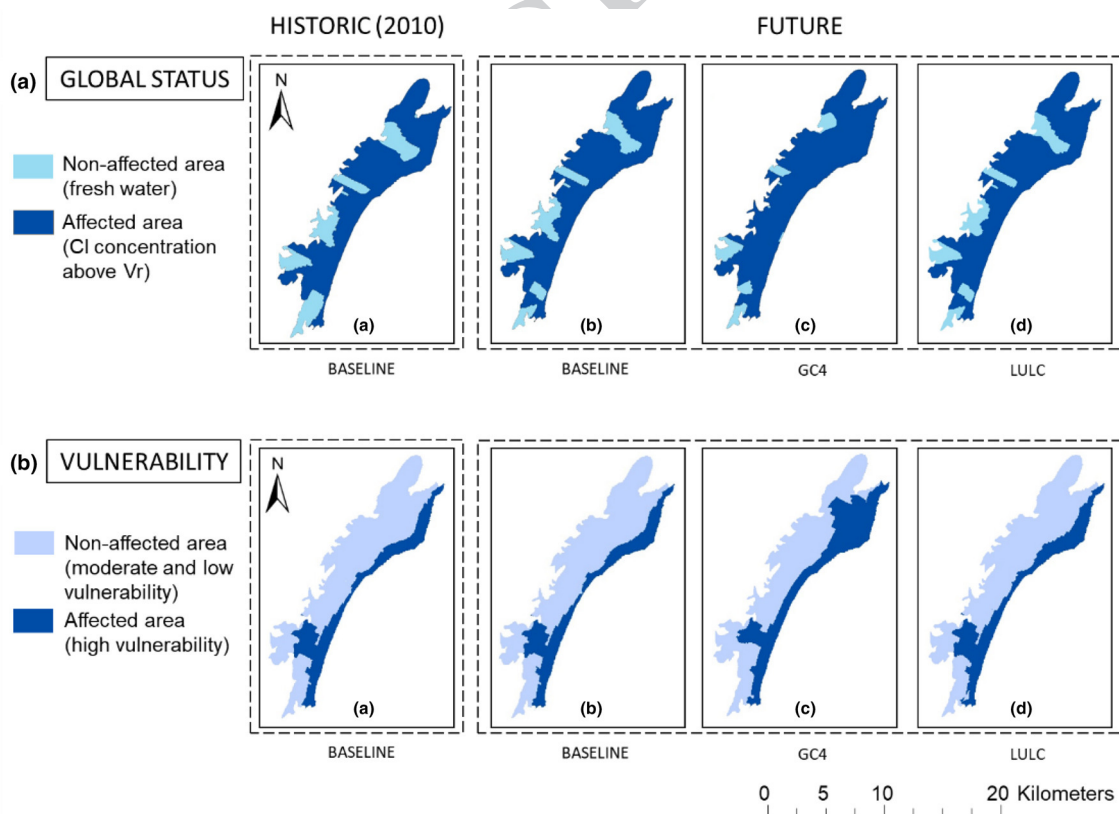 HISTORIC (2010)
FUTURE
(a) GLOBAL STATUS
N
Non-affected area
(fresh water)
Affected area
(Cl concentration
above Vr)
(a)
(b)
(c)
(d)
BASELINE
BASELINE
GC4
LULC
(b) VULNERABILITY
N
Non-affected area
(moderate and low
vulnerability)
Affected area
(high vulnerability)
(a)
(b)
(c)
(d)
BASELINE
BASELINE
GC4
LULC
0 5 10 20 Kilometers